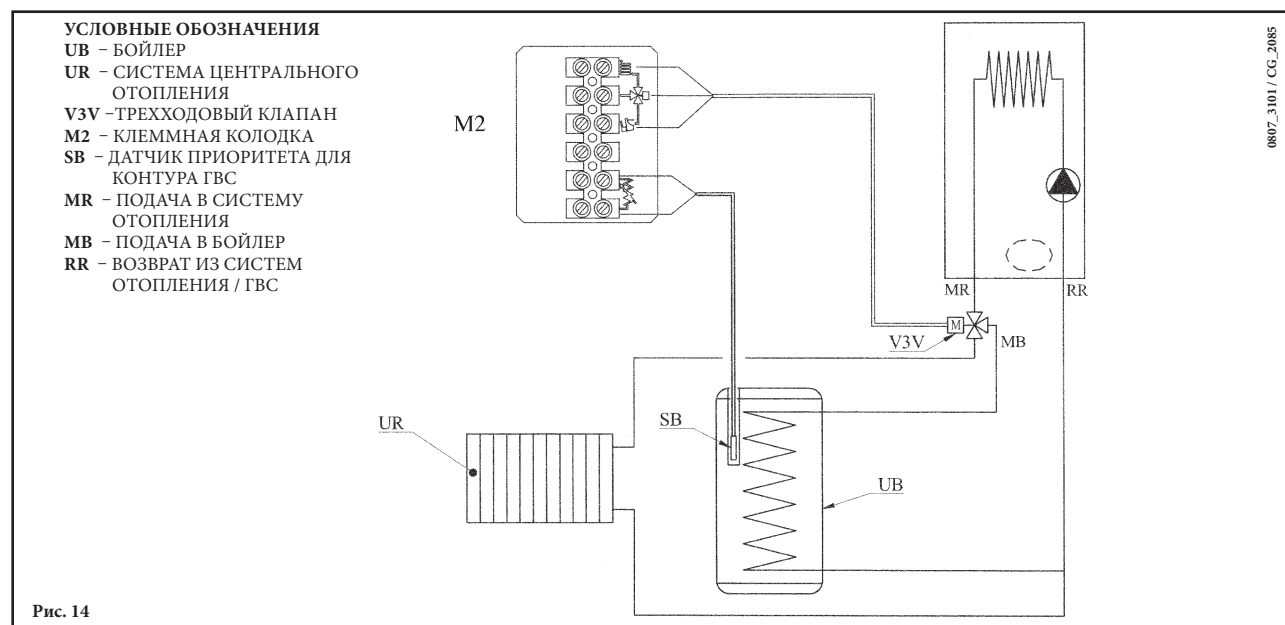 УСЛОВНЫЕ ОБОЗНАЧЕНИЯ
UB – БОЙЛЕР
UR – СИСТЕМА ЦЕНТРАЛЬНОГО
ОТОПЛЕНИЯ
V3V –ТРЕХХОДОВЫЙ КЛАПАН
M2 – КЛЕММНАЯ КОЛОДКА
SB – ДАТЧИК ПРИОРИТЕТА ДЛЯ
КОНТУРА ГВС
MR – ПОДАЧА В СИСТЕМУ
ОТОПЛЕНИЯ
MB – ПОДАЧА В БОЙЛЕР
RR – ВОЗВРАТ ИЗ СИСТЕМ
ОТОПЛЕНИЯ / ГВС
M2
0807_3101 / CG_2085
MR
RR
M
V3V
MB
UR
SB
UB
Рис. 14